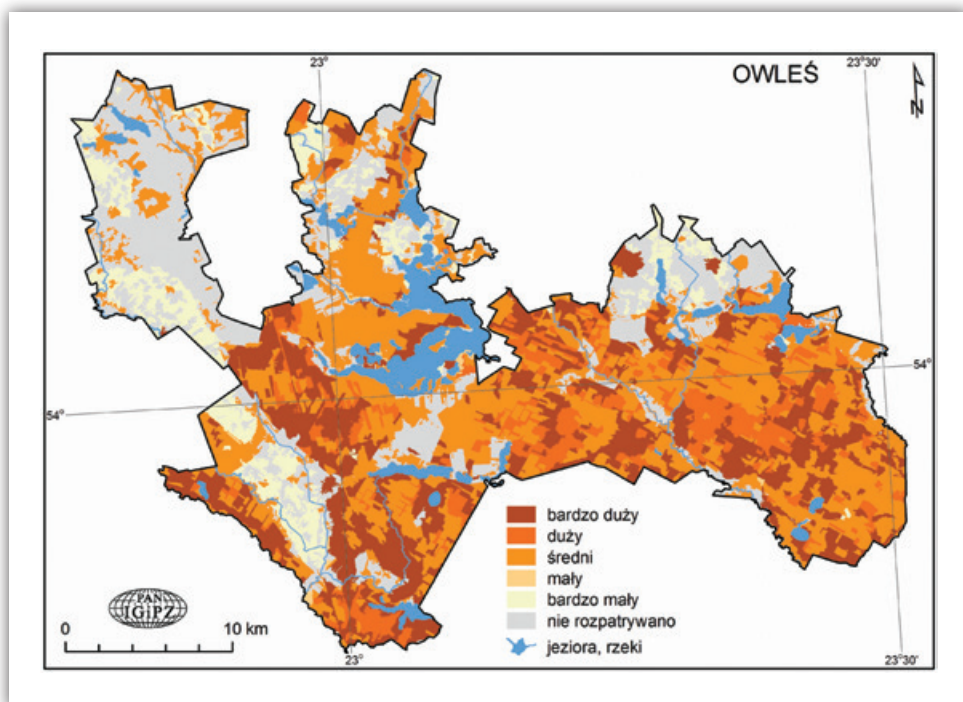 23°
23°30'
OWLEŚ
N
54°
54°
bardzo duży
duży
średni
mały
bardzo mały
nie rozpatrywano
jeziora, rzeki
PAN
IGiPZ
0 10 km
23°
23°30'